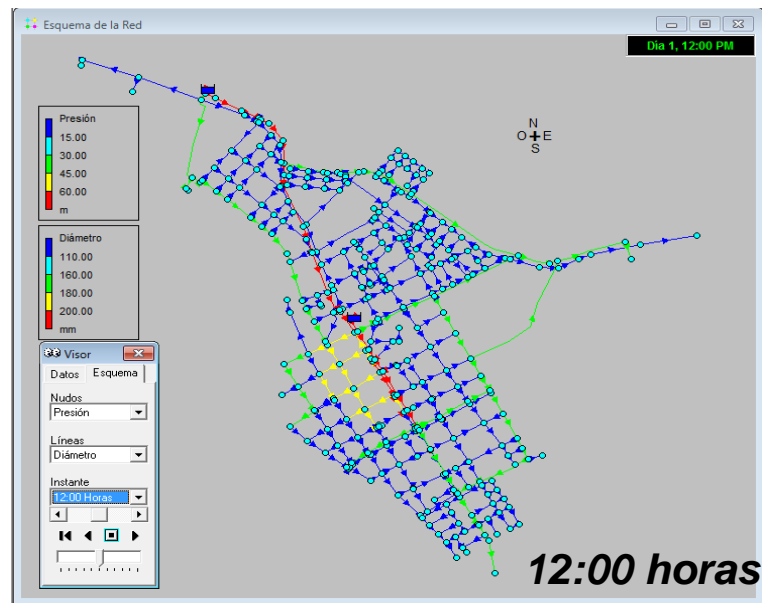 Esquema de la Red
Dia 1, 12:00 PM
Presión
15.00
30.00
45.00
60.00
m
N
O E
S
Diámetro
110.00
160.00
180.00
200.00
mm
Visor
Datos Esquema
Nudos
Presión
Líneas
Diámetro
Instante
12:00 Horas
12:00 horas